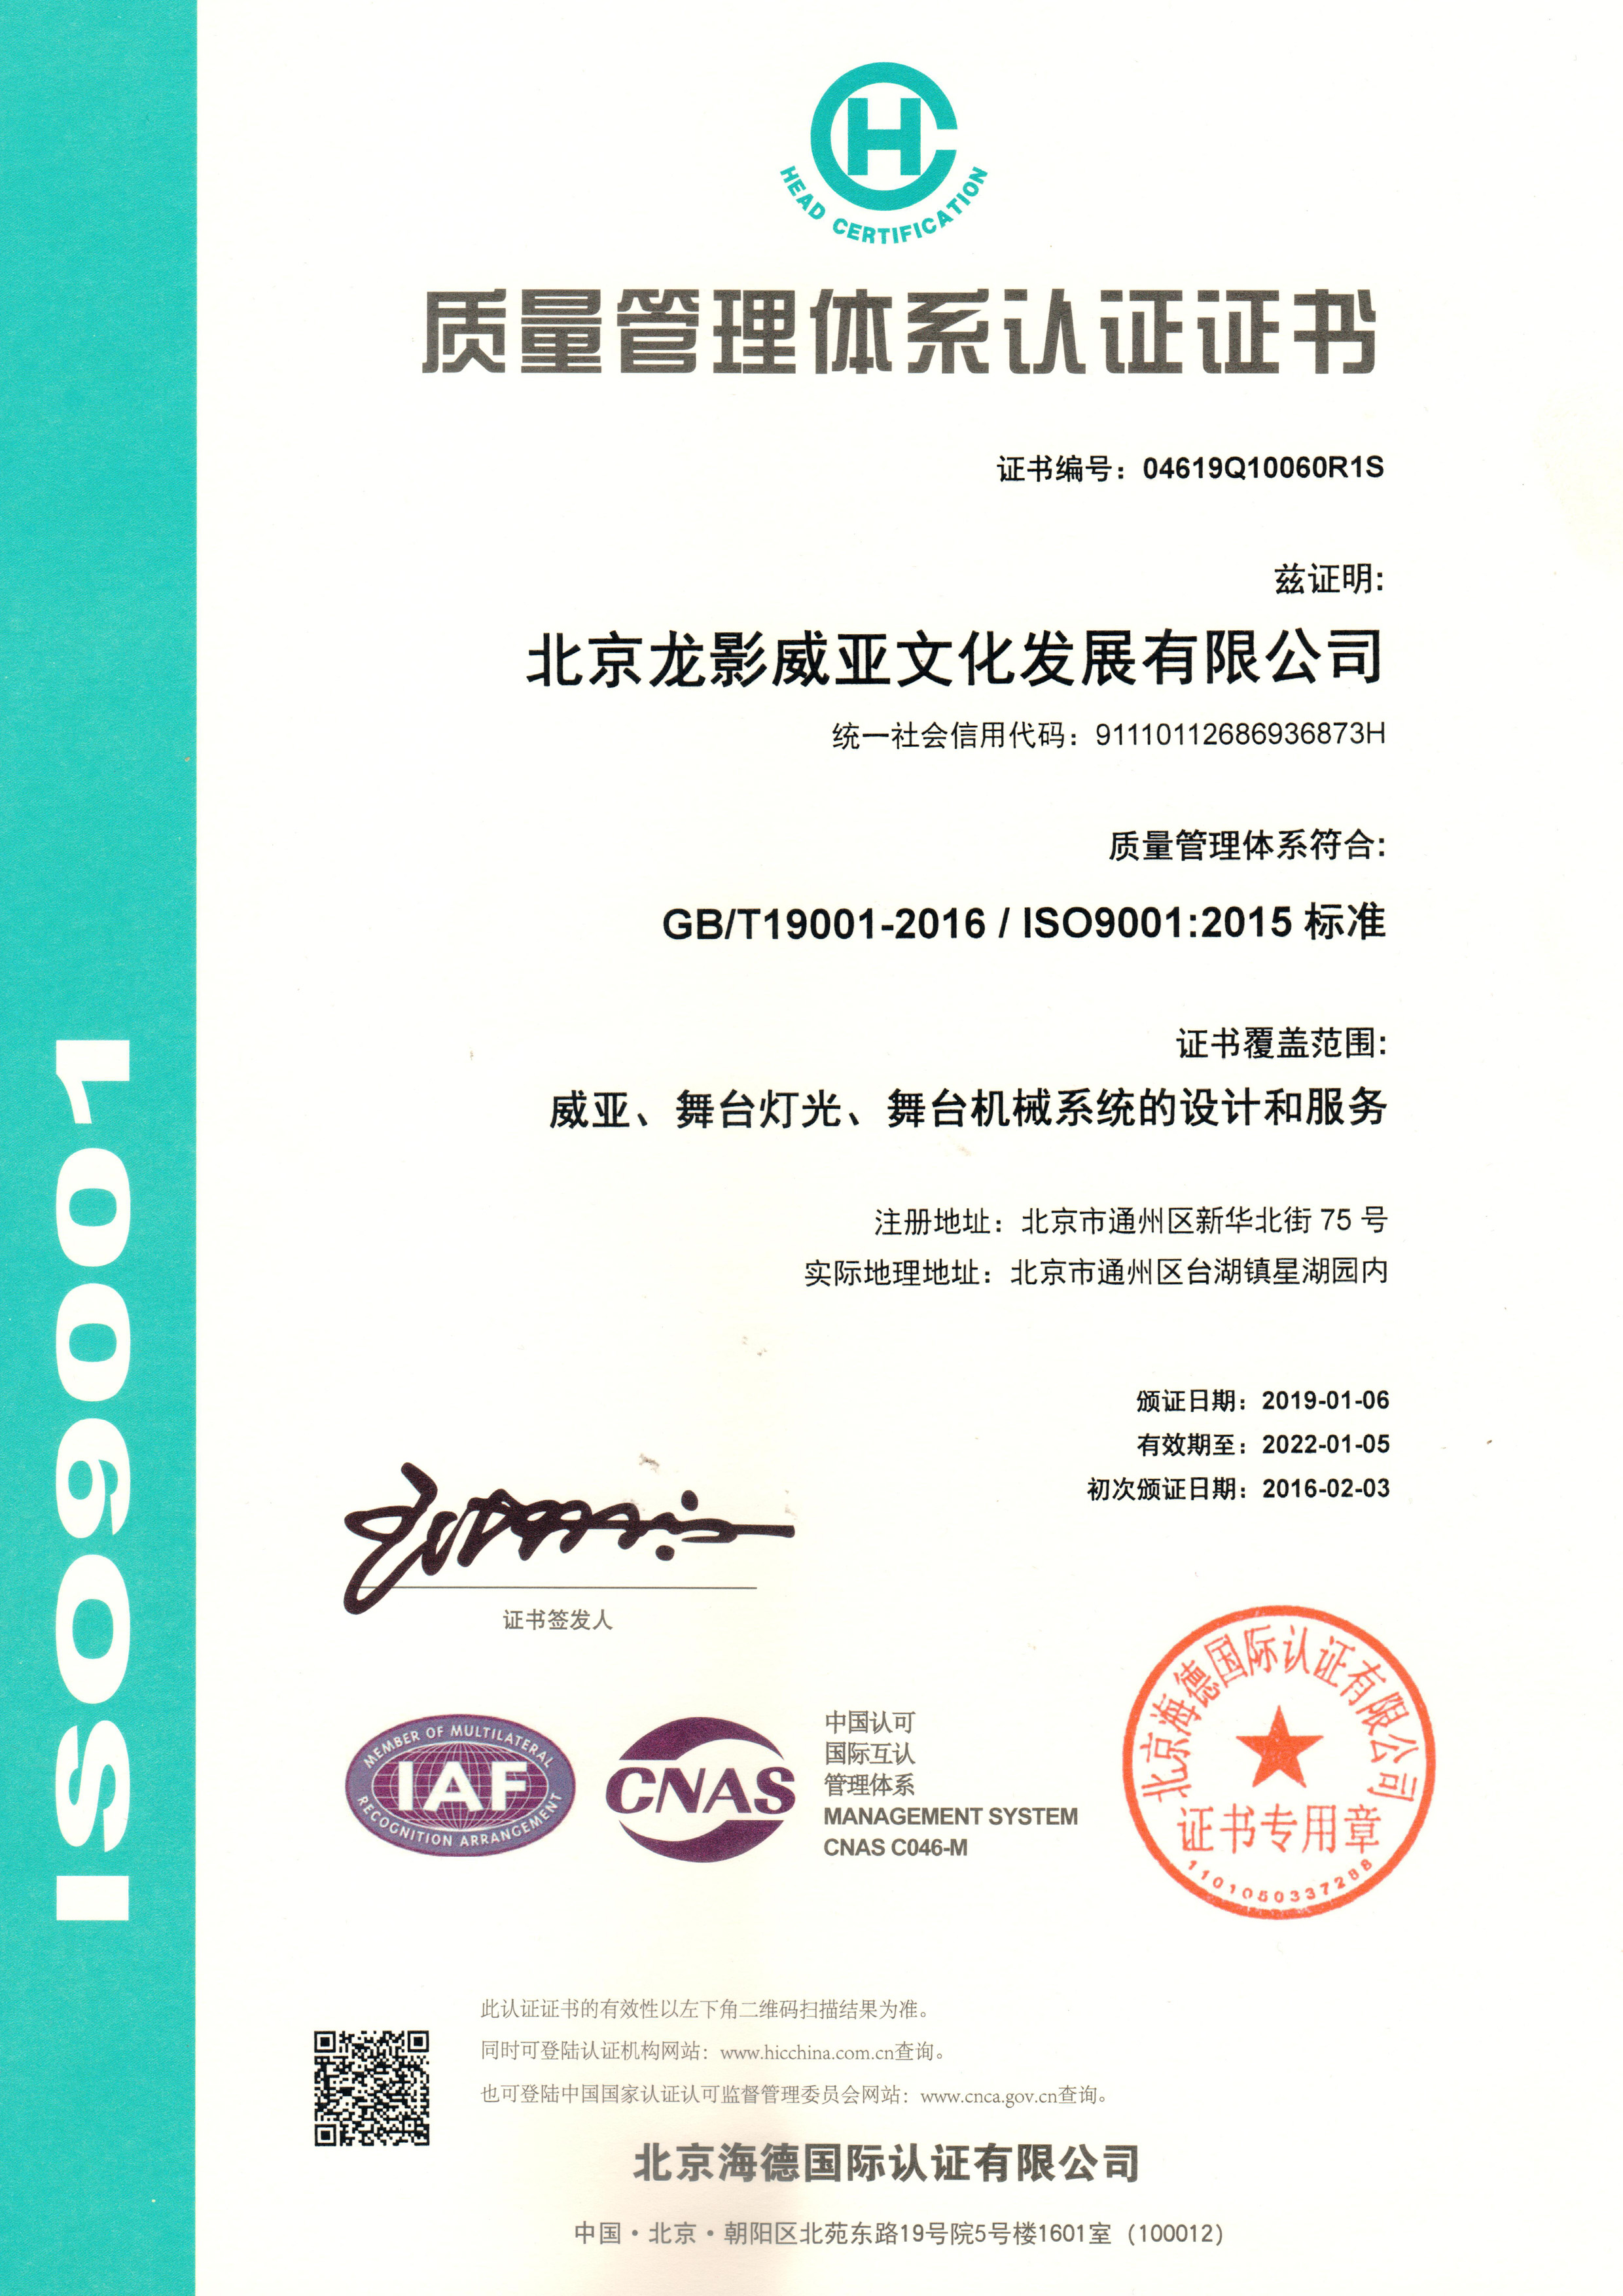 HEAD CERTIFICATION
质量管理体系认证证书
证书编号：04619Q10060R1S
兹证明:
北京龙影威亚文化发展有限公司
统一社会信用代码：91110112686936873H
质量管理体系符合:
GB/T19001-2016 / ISO9001:2015 标准
证书覆盖范围:
威亚、舞台灯光、舞台机械系统的设计和服务
注册地址：北京市通州区新华北街 75 号
实际地理地址：北京市通州区台湖镇星湖园内
颁证日期：2019-01-06
有效期至：2022-01-05
初次颁证日期：2016-02-03
证书签发人
ISO9001
MEMBER OF MULTILATERAL
IAF
RECOGNITION ARRANGEMENT
CNAS
中国认可
国际互认
管理体系
MANAGEMENT SYSTEM
CNAS C046-M
北京海德国际认证有限公司
证书专用章
1101050337288
此认证证书的有效性以左下角二维码扫描结果为准。
同时可登陆认证机构网站：www.hicchina.com.cn查询。
也可登陆中国国家认证认可监督管理委员会网站：www.cnca.gov.cn查询。
北京海德国际认证有限公司
中国·北京·朝阳区北苑东路19号院5号楼1601室（100012）